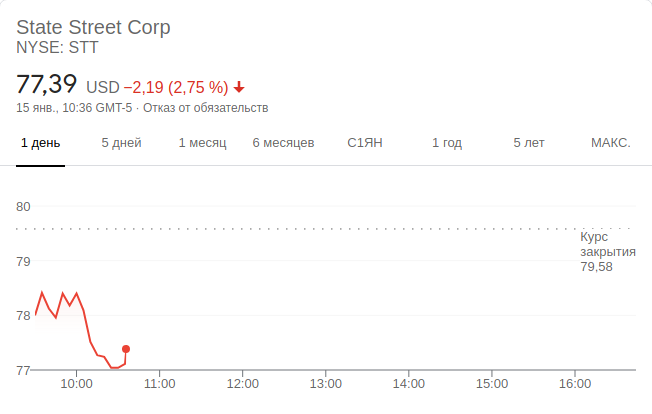 State Street Corp
NYSE: STT
77,39 USD −2,19 (2,75 %)
15 янв., 10:36 GMT-5 · Отказ от обязательств
1 день 5 дней 1 месяц 6 месяцев С1ЯН 1 год 5 лет МАКС.
80
79
78
77
Курс
закрытия
79,58
10:00 11:00 12:00 13:00 14:00 15:00 16:00